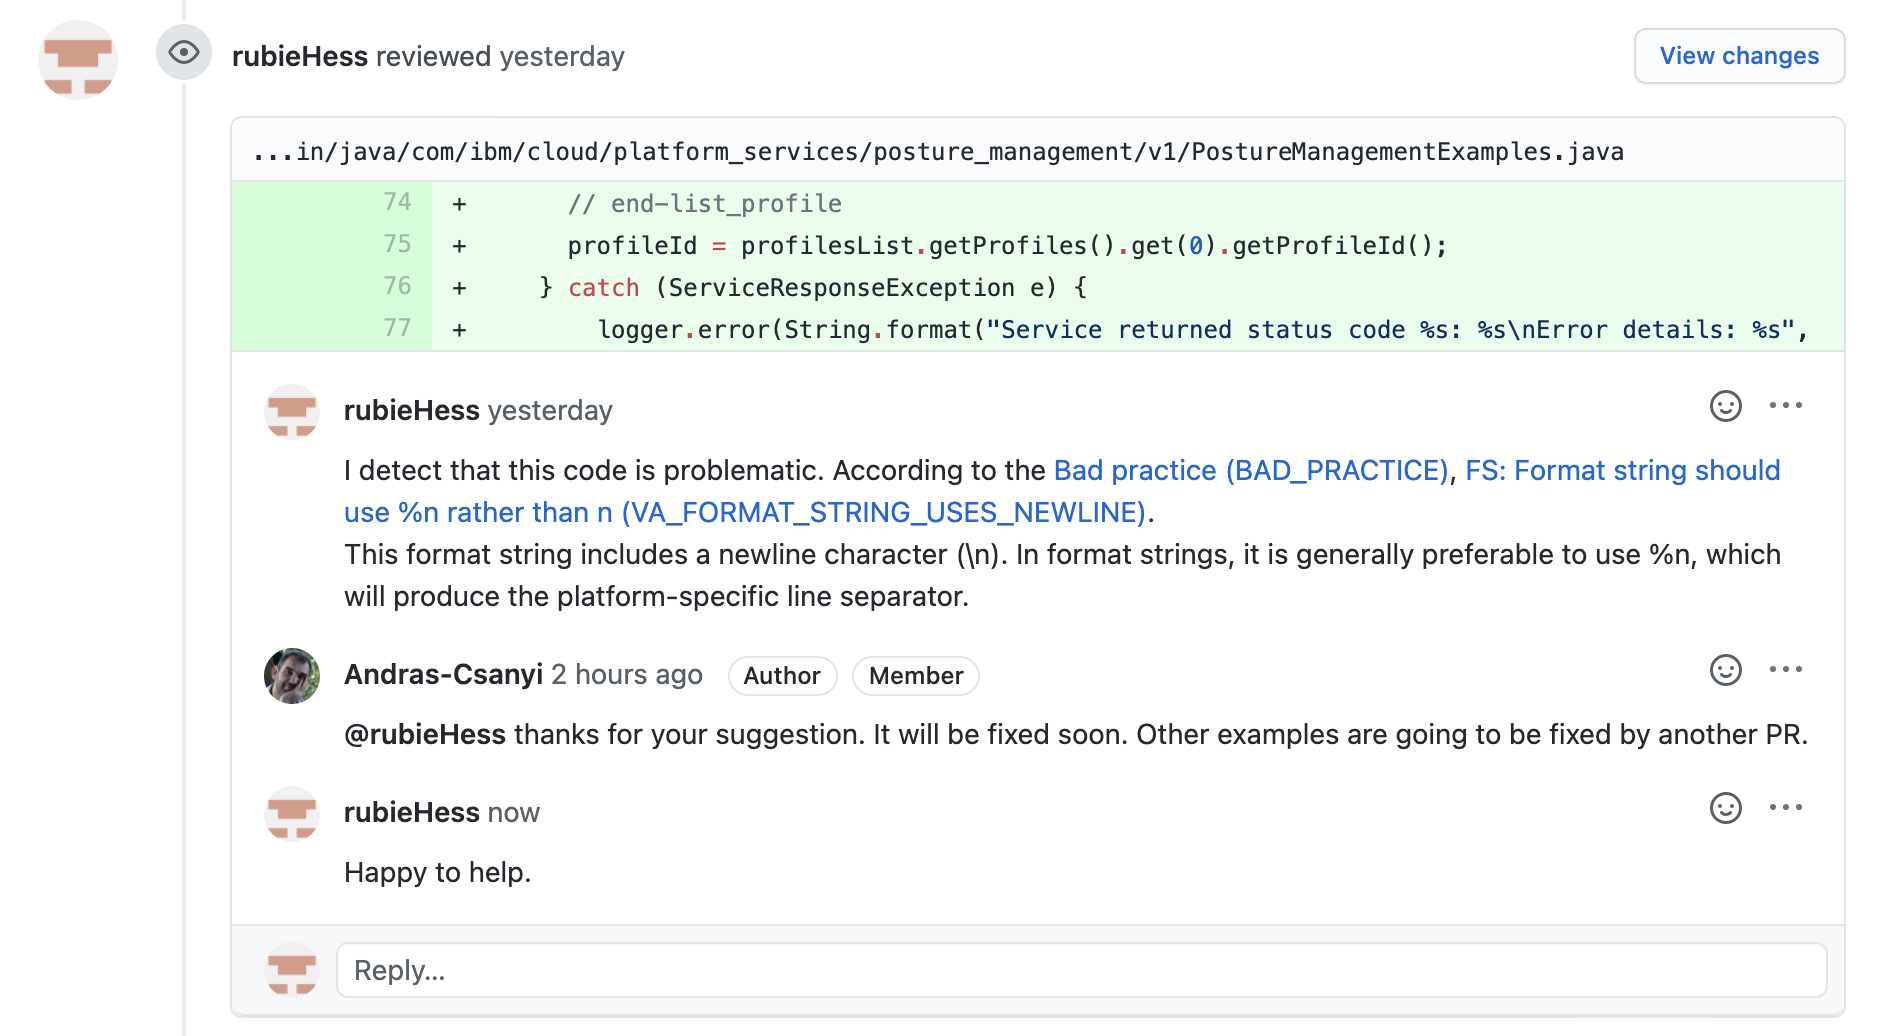 rubieHess reviewed yesterday
View changes
...in/java/com/ibm/cloud/platform_services/posture_management/v1/PostureManagementExamples.java
74 + // end-list_profile
75 + profileId = profilesList.getProfiles().get(0).getProfileId();
76 + } catch (ServiceResponseException e) {
77 + logger.error(String.format("Service returned status code %s: %s\nError details: %s",
rubieHess yesterday
I detect that this code is problematic. According to the Bad practice (BAD_PRACTICE), FS: Format string should
use %n rather than n (VA_FORMAT_STRING_USES_NEWLINE).
This format string includes a newline character (\n). In format strings, it is generally preferable to use %n, which
will produce the platform-specific line separator.
Andras-Csanyi 2 hours ago Author Member
@rubieHess thanks for your suggestion. It will be fixed soon. Other examples are going to be fixed by another PR.
rubieHess now
Happy to help.
Reply...